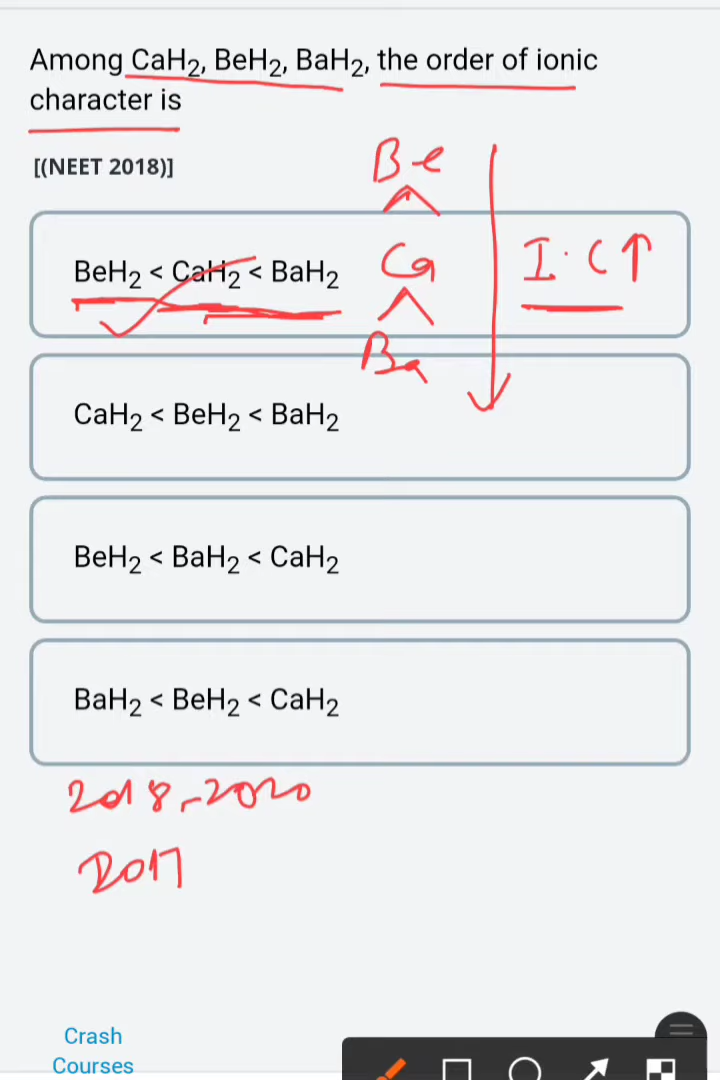 Among CaH₂, BeH₂, BaH₂, the order of ionic
character is
[(NEET 2018)]
Be
BeH₂ < CaH₂ < BaH₂
Ca
I.C↑
Ba
CaH₂ < BeH₂ < BaH₂
BeH₂ < BaH₂ < CaH₂
BaH₂ < BeH₂ < CaH₂
2018-2020
2017
Crash
Courses